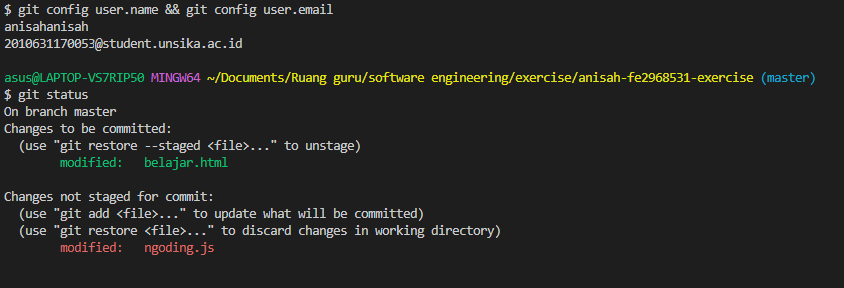 $ git config user.name && git config user.email
anisahanisah
2010631170053@student.unsika.ac.id
asus@LAPTOP-VS7RIP50 MINGW64 ~/Documents/Ruang guru/software engineering/exercise/anisah-fe2968531-exercise (master)
$ git status
On branch master
Changes to be committed:
  (use "git restore --staged <file>..." to unstage)
        modified:   belajar.html
Changes not staged for commit:
  (use "git add <file>..." to update what will be committed)
  (use "git restore <file>..." to discard changes in working directory)
        modified:   ngoding.js